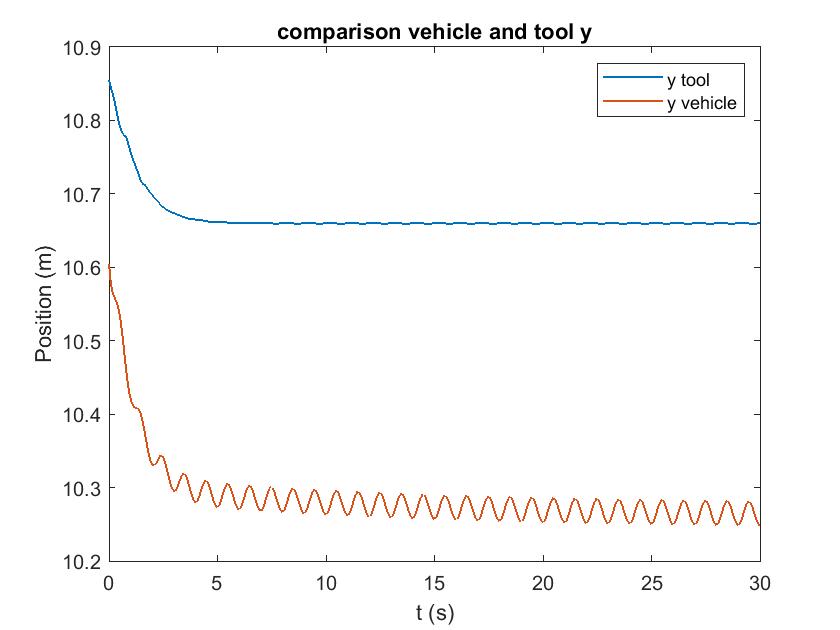 comparison vehicle and tool y
10.9
10.8
10.7
10.6
10.5
10.4
10.3
10.2
Position (m)
y tool
y vehicle
0 5 10 15 20 25 30
t (s)